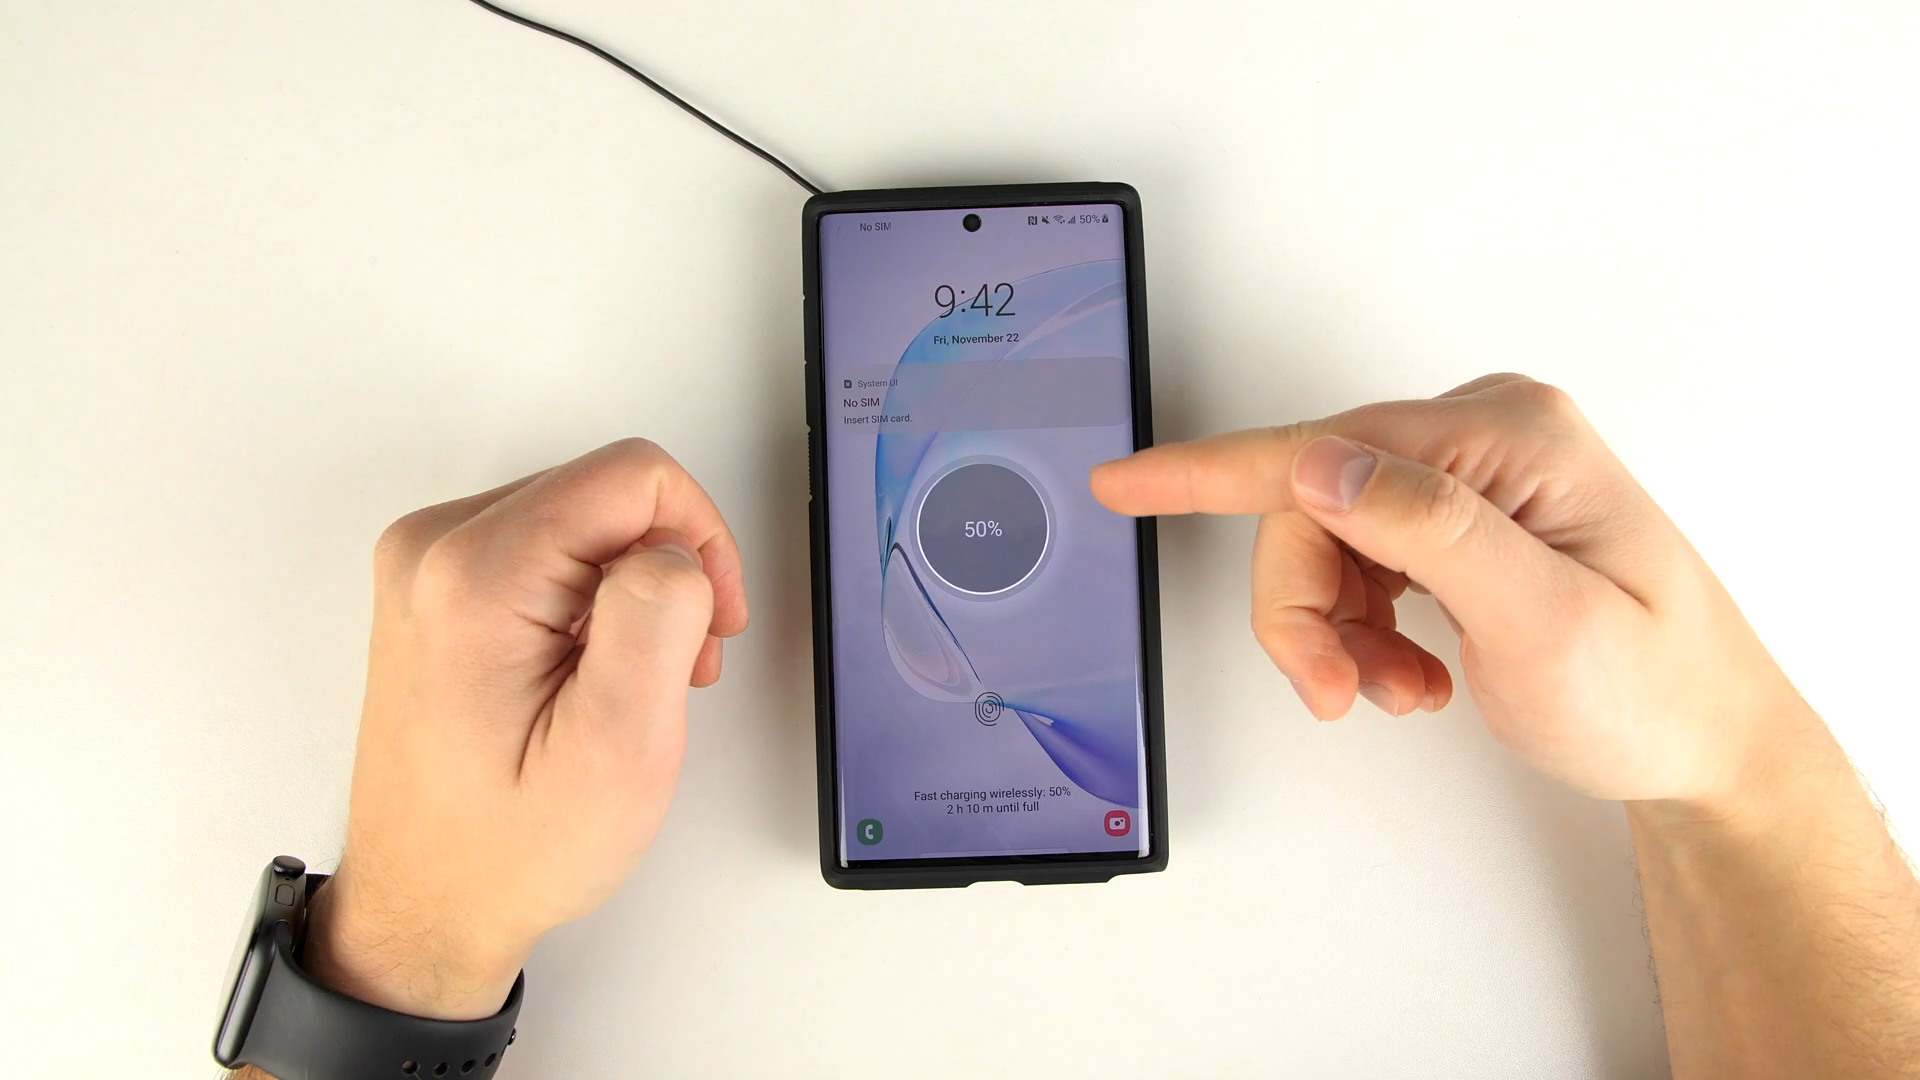 No SIM
50%
9:42
Fri, November 22
System UI
No SIM
Insert SIM card.
50%
Fast charging wirelessly: 50%
2 h 10 m until full